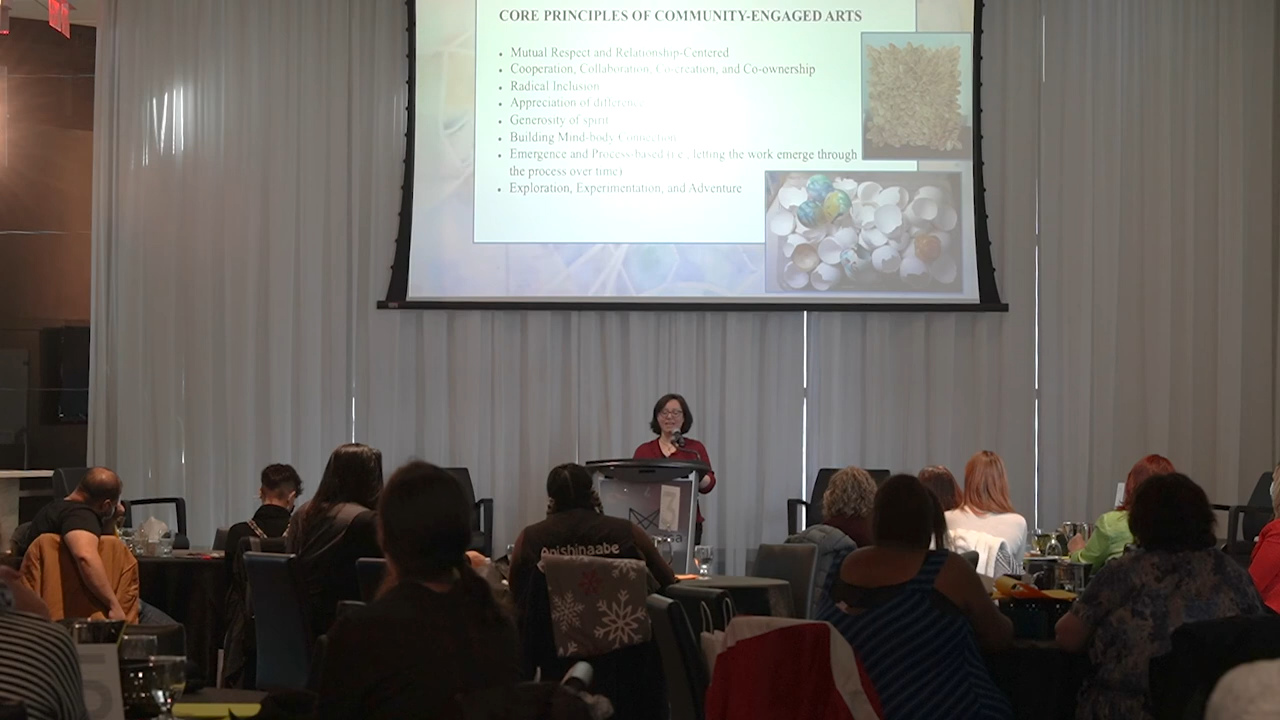 CORE PRINCIPLES OF COMMUNITY-ENGAGED ARTS
• Mutual Respect and Relationship-Centered
• Cooperation, Collaboration, Co-creation, and Co-ownership
• Radical Inclusion
• Appreciation of difference
• Generosity of spirit
• Building Mind-body Connection
• Emergence and Process-based (i.e., letting the work emerge through
the process over time)
• Exploration, Experimentation, and Adventure
Anishinaabe